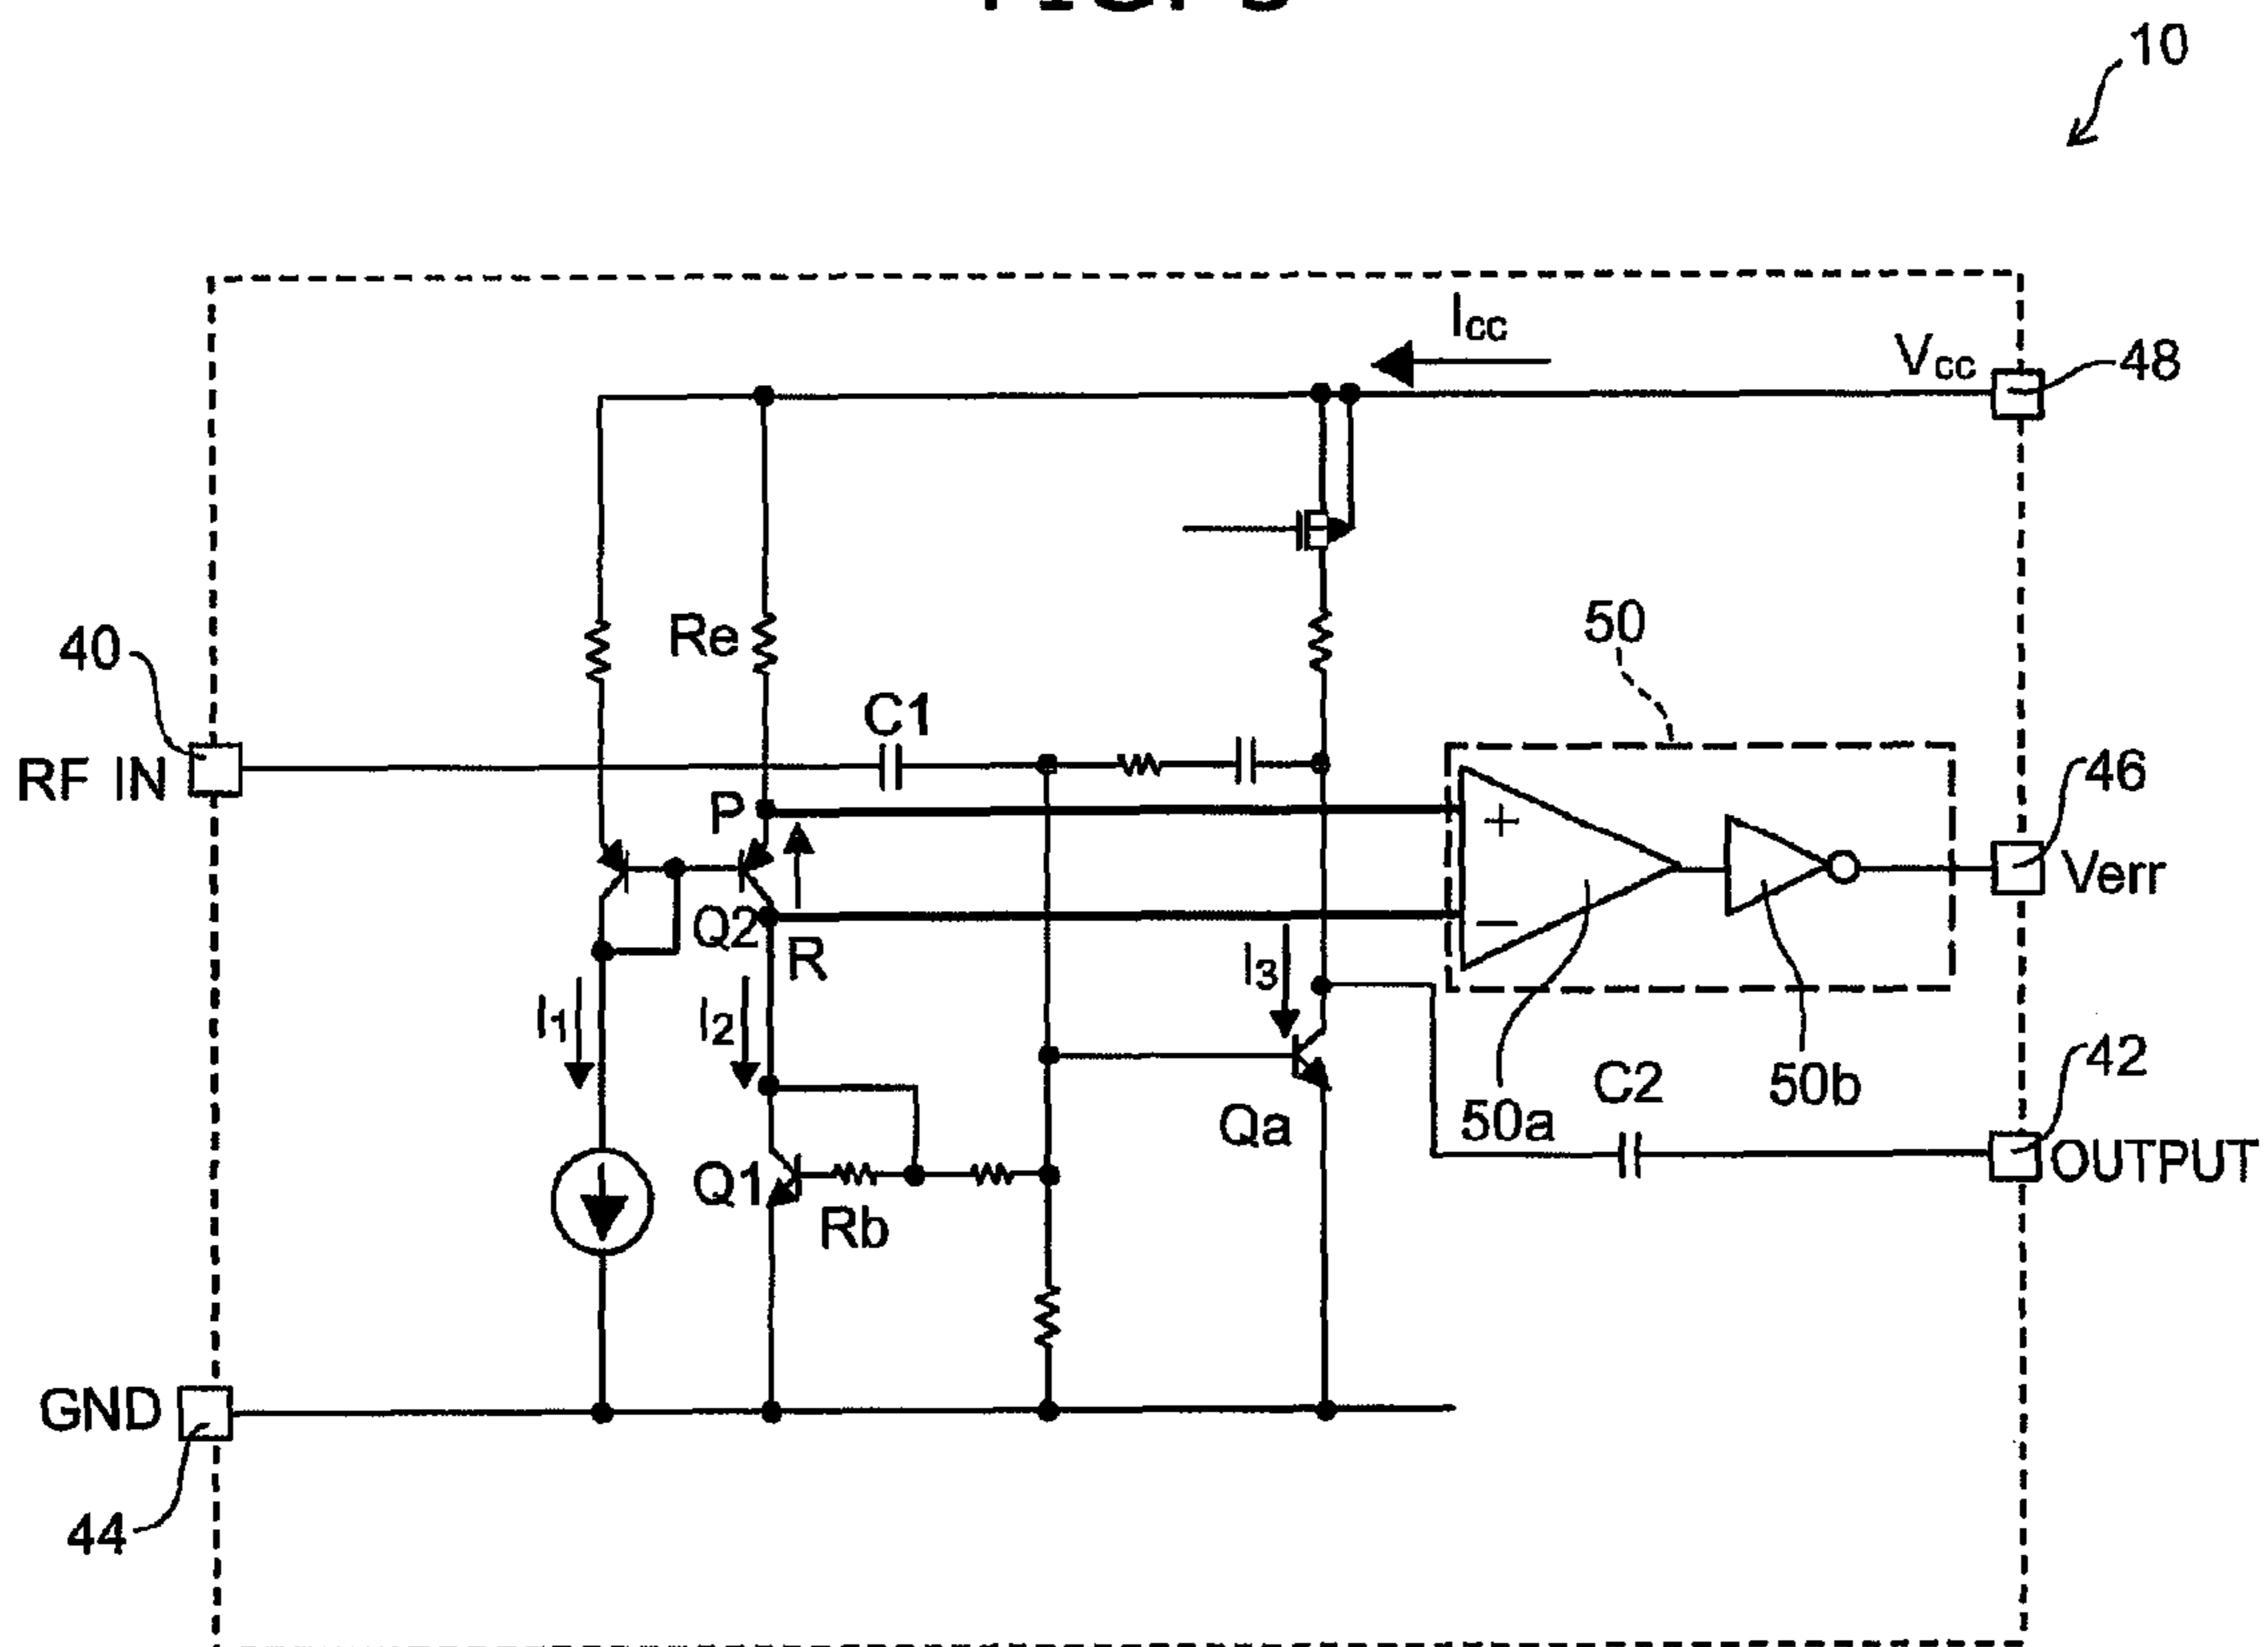 10
Icc
Vcc
48
50
40
Re
C1
RF IN
P
+
46
Verr
Q2
R
−
I3
I1
I2
42
C2
50b
50a
Qa
OUTPUT
Q1
Rb
GND
44